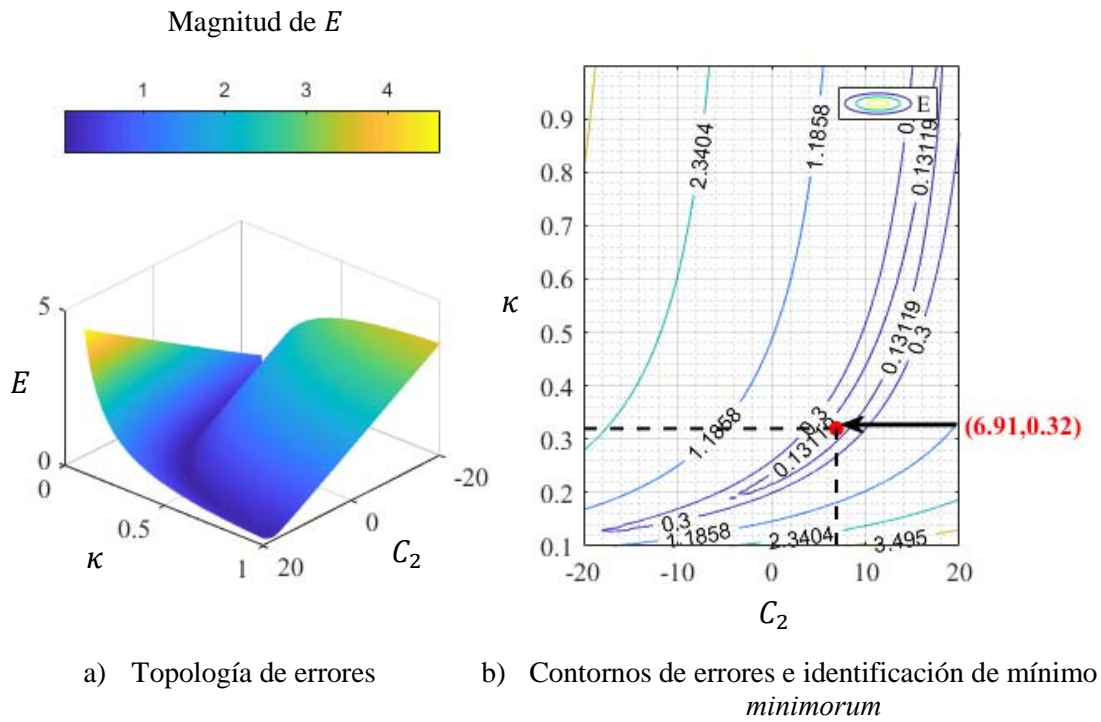 Magnitud de E
1 2 3 4
5
E
0
0
0.5
κ
1
20
0
C₂
-20
E
0.9
0.8
0.7
0.6
κ
0.5
0.4
0.3
0.2
0.1
2.3404
1.1858
0.13119
0.13119
0.3
0.3
0.13118
1.1858
0.3
1.1858
2.3404
3.495
(6.91,0.32)
-20 -10 0 10 20
C₂
a) Topología de errores
b) Contornos de errores e identificación de mínimo
minimorum